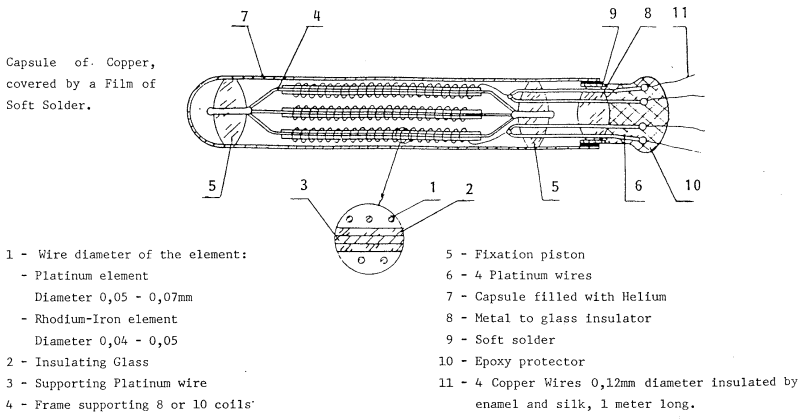 7
4
9
8
11
Capsule of Copper,
covered by a Film of
Soft Solder.
5
3
1
2
5
6
10
1 - Wire diameter of the element:
- Platinum element
Diameter 0,05 - 0,07mm
- Rhodium-Iron element
Diameter 0,04 - 0,05
2 - Insulating Glass
3 - Supporting Platinum wire
4 - Frame supporting 8 or 10 coils
5 - Fixation piston
6 - 4 Platinum wires
7 - Capsule filled with Helium
8 - Metal to glass insulator
9 - Soft solder
10 - Epoxy protector
11 - 4 Copper Wires 0,12mm diameter insulated by
enamel and silk, 1 meter long.